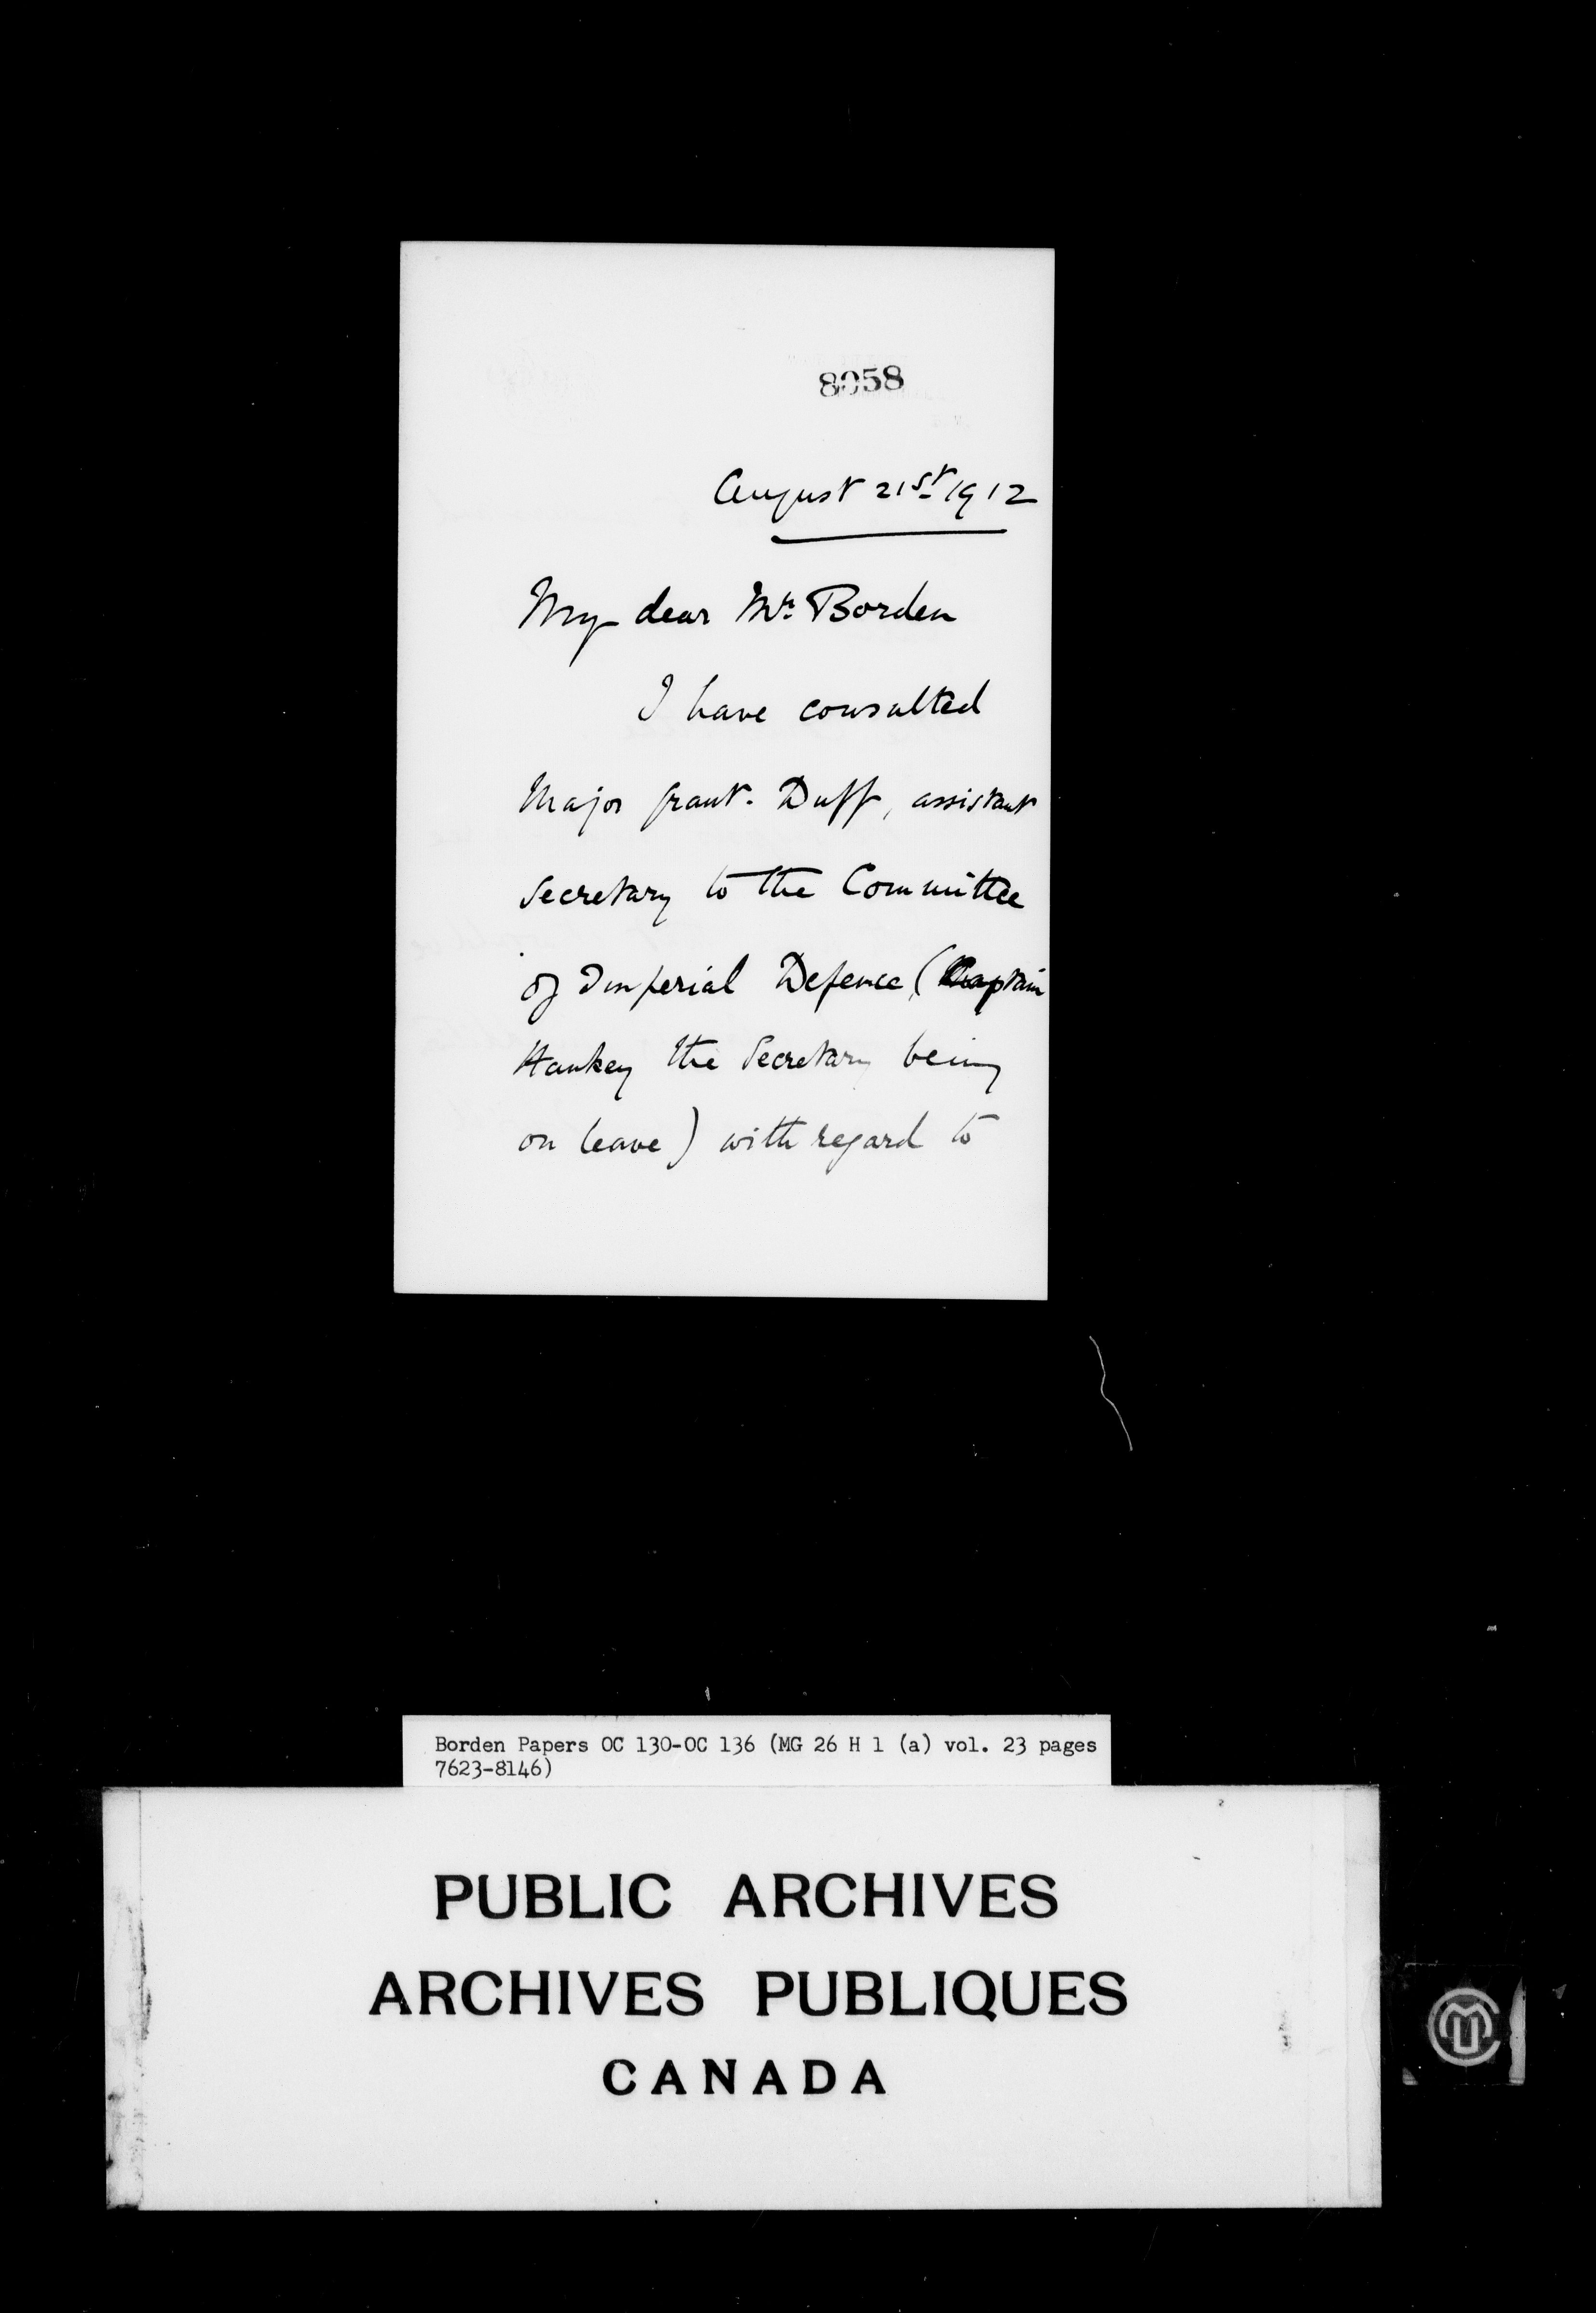 8058
August 21st 1912
My dear Mr. Borden
I have consulted
Major Grant-Duff, assistant
Secretary to the Committee
of Imperial Defence, (Captain
Hankey the Secretary being
on leave) with regard to
Borden Papers OC 130-OC 136 (MG 26 H 1 (a) vol. 23 pages
7623-8146)
PUBLIC ARCHIVES
ARCHIVES PUBLIQUES
CANADA